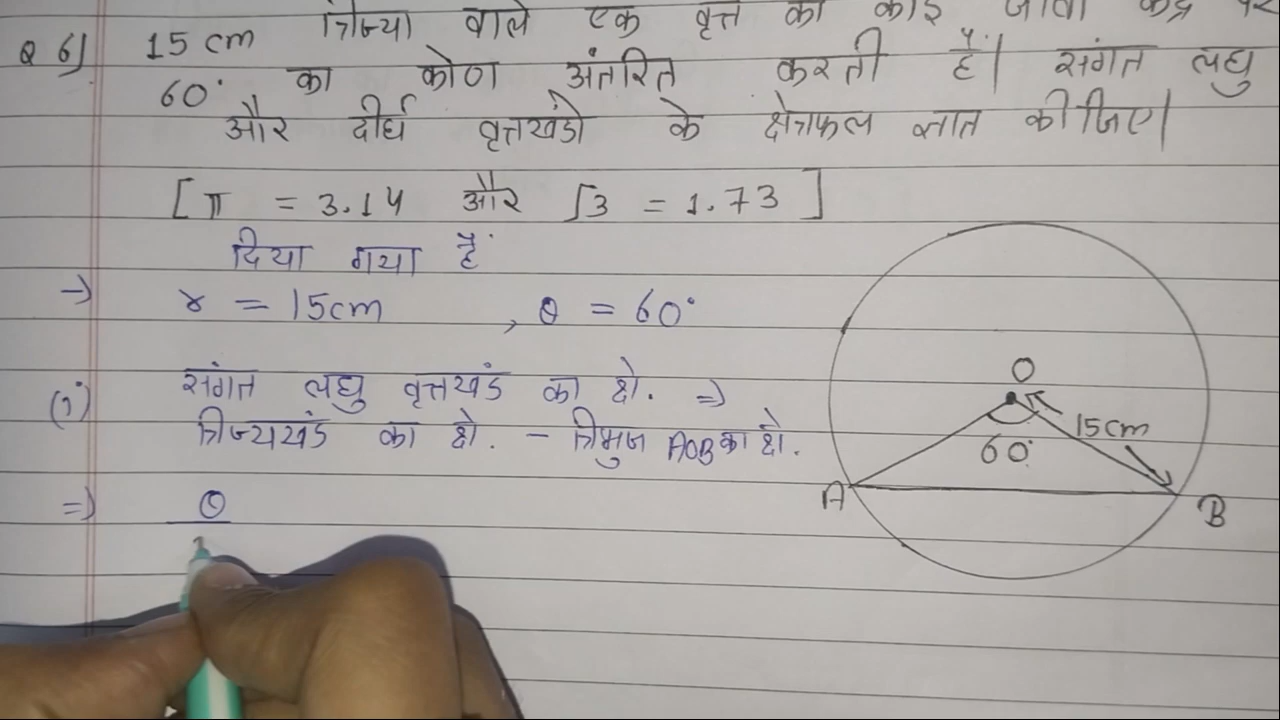 Q 6) 15 cm त्रिज्या वाले एक वृत्त की कोई जीवा केंद्र पर
60° का कोण अंतरित करती हैं। संगत लघु
और दीर्घ वृत्तखंडो के क्षेत्रफल ज्ञात कीजिए।
[ π = 3.14 और √3 = 1.73 ]
दिया गया हैं
→ r = 15cm , θ = 60°
(i) संगत लघु वृत्तखंड का क्षे. ⇒
त्रिज्यखंड का क्षे. - त्रिभुज AOB का क्षे.
⇒ θ
O
15cm
60°
A
B